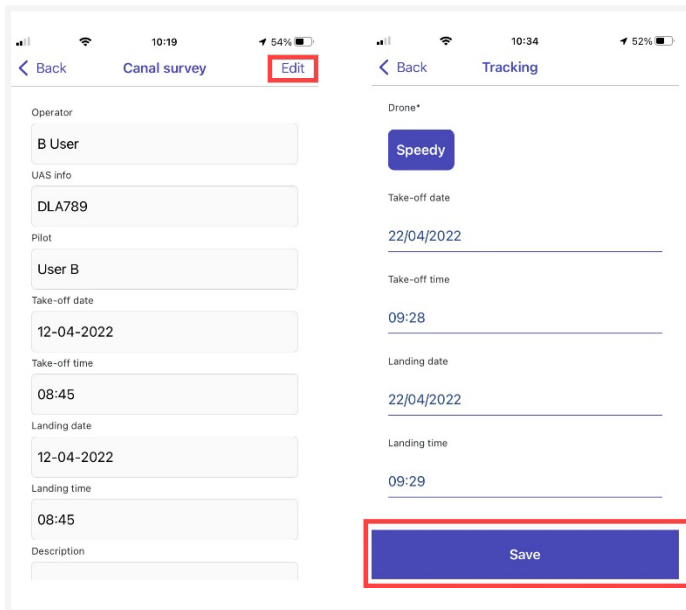 10:19
54%
Back
Canal survey
Edit
Operator
B User
UAS info
DLA789
Pilot
User B
Take-off date
12-04-2022
Take-off time
08:45
Landing date
12-04-2022
Landing time
08:45
Description
10:34
52%
Back
Tracking
Drone*
Speedy
Take-off date
22/04/2022
Take-off time
09:28
Landing date
22/04/2022
Landing time
09:29
Save